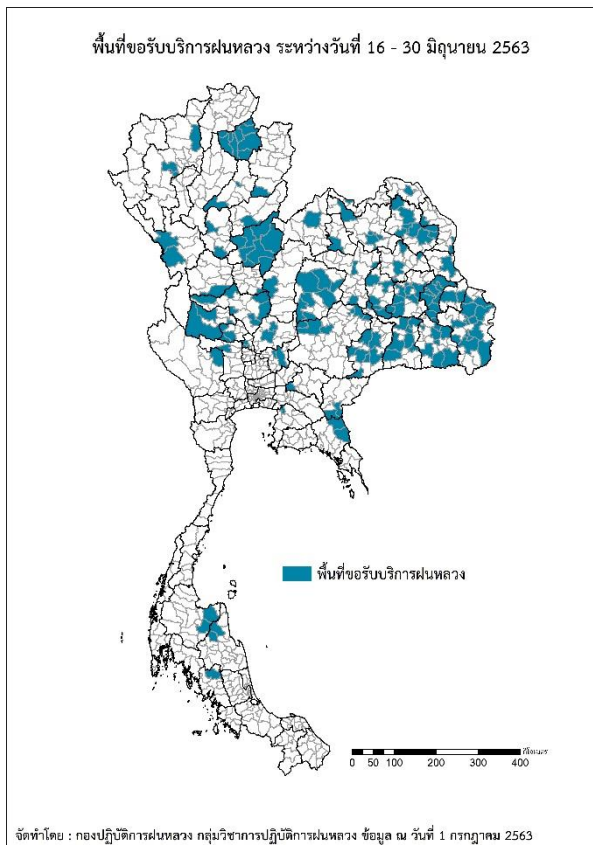 พื้นที่ขอรับบริการฝนหลวง ระหว่างวันที่ 16 - 30 มิถุนายน 2563
พื้นที่ขอรับบริการฝนหลวง
กิโลเมตร
0 50 100 200 300 400
จัดทำโดย : กองปฏิบัติการฝนหลวง กลุ่มวิชาการปฏิบัติการฝนหลวง ข้อมูล ณ วันที่ 1 กรกฎาคม 2563